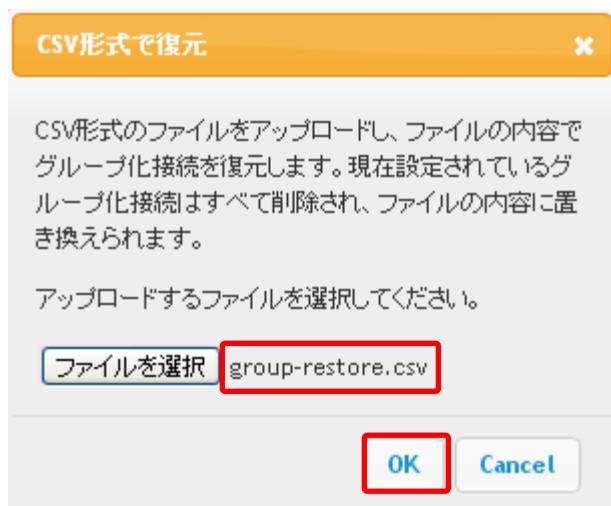 CSV形式で復元
CSV形式のファイルをアップロードし、ファイルの内容で
グループ化接続を復元します。現在設定されているグ
ループ化接続はすべて削除され、ファイルの内容に置
き換えられます。
アップロードするファイルを選択してください。
ファイルを選択 group-restore.csv
OK Cancel